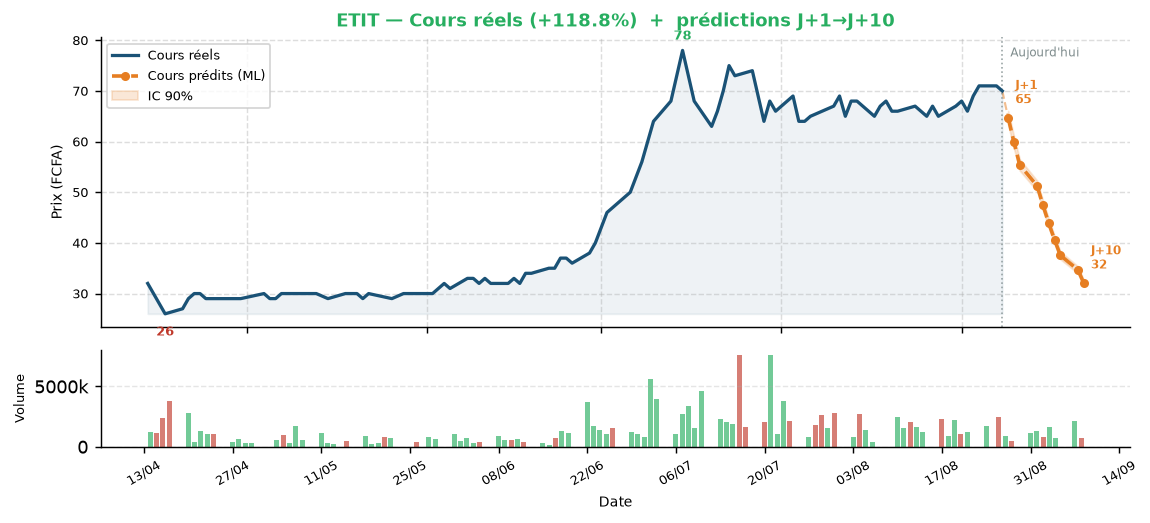 ETIT — Cours réels (+118.8%)  +  prédictions J+1→J+10
78
Cours réels
Cours prédits (ML)
IC 90%
Aujourd'hui
J+1
65
J+10
32
26
Prix (FCFA)
80
70
60
50
40
30
Volume
5000k
0
13/04
27/04
11/05
25/05
08/06
22/06
06/07
20/07
03/08
17/08
31/08
14/09
Date